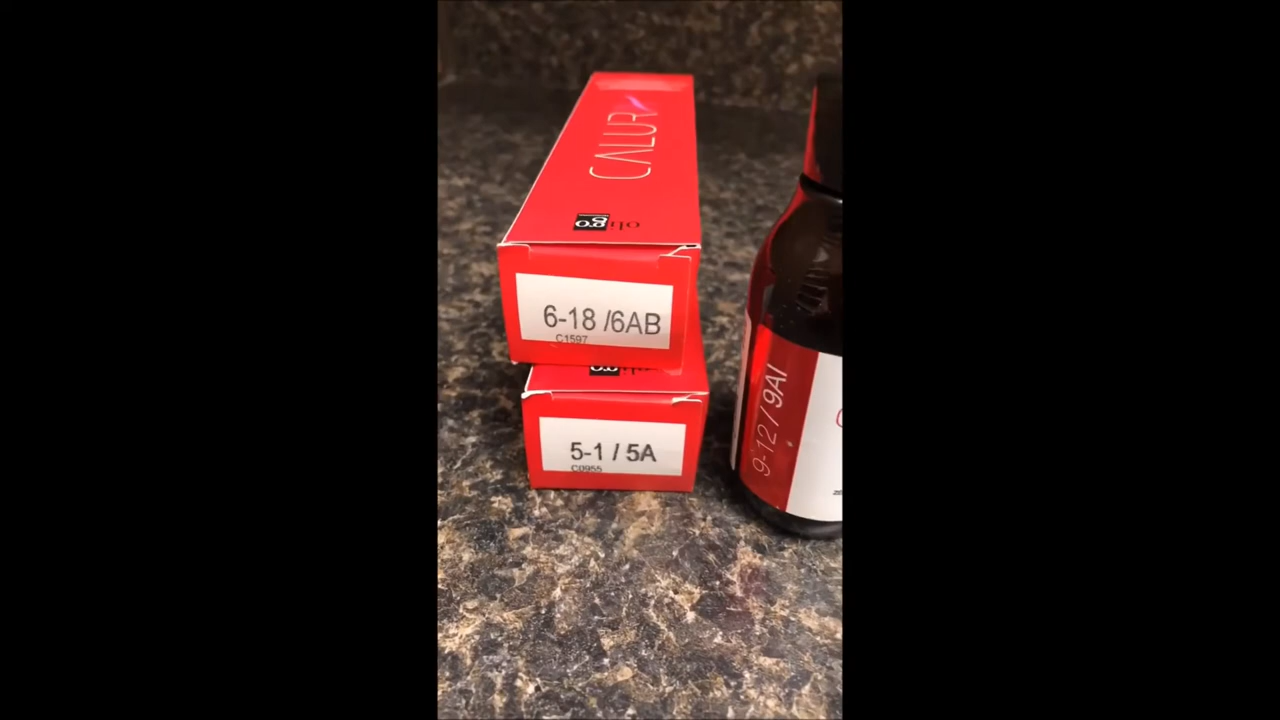 CALURA
oligo
6-18 /6AB
C1597
5-1 / 5A
C0955
9-12 / 9AI